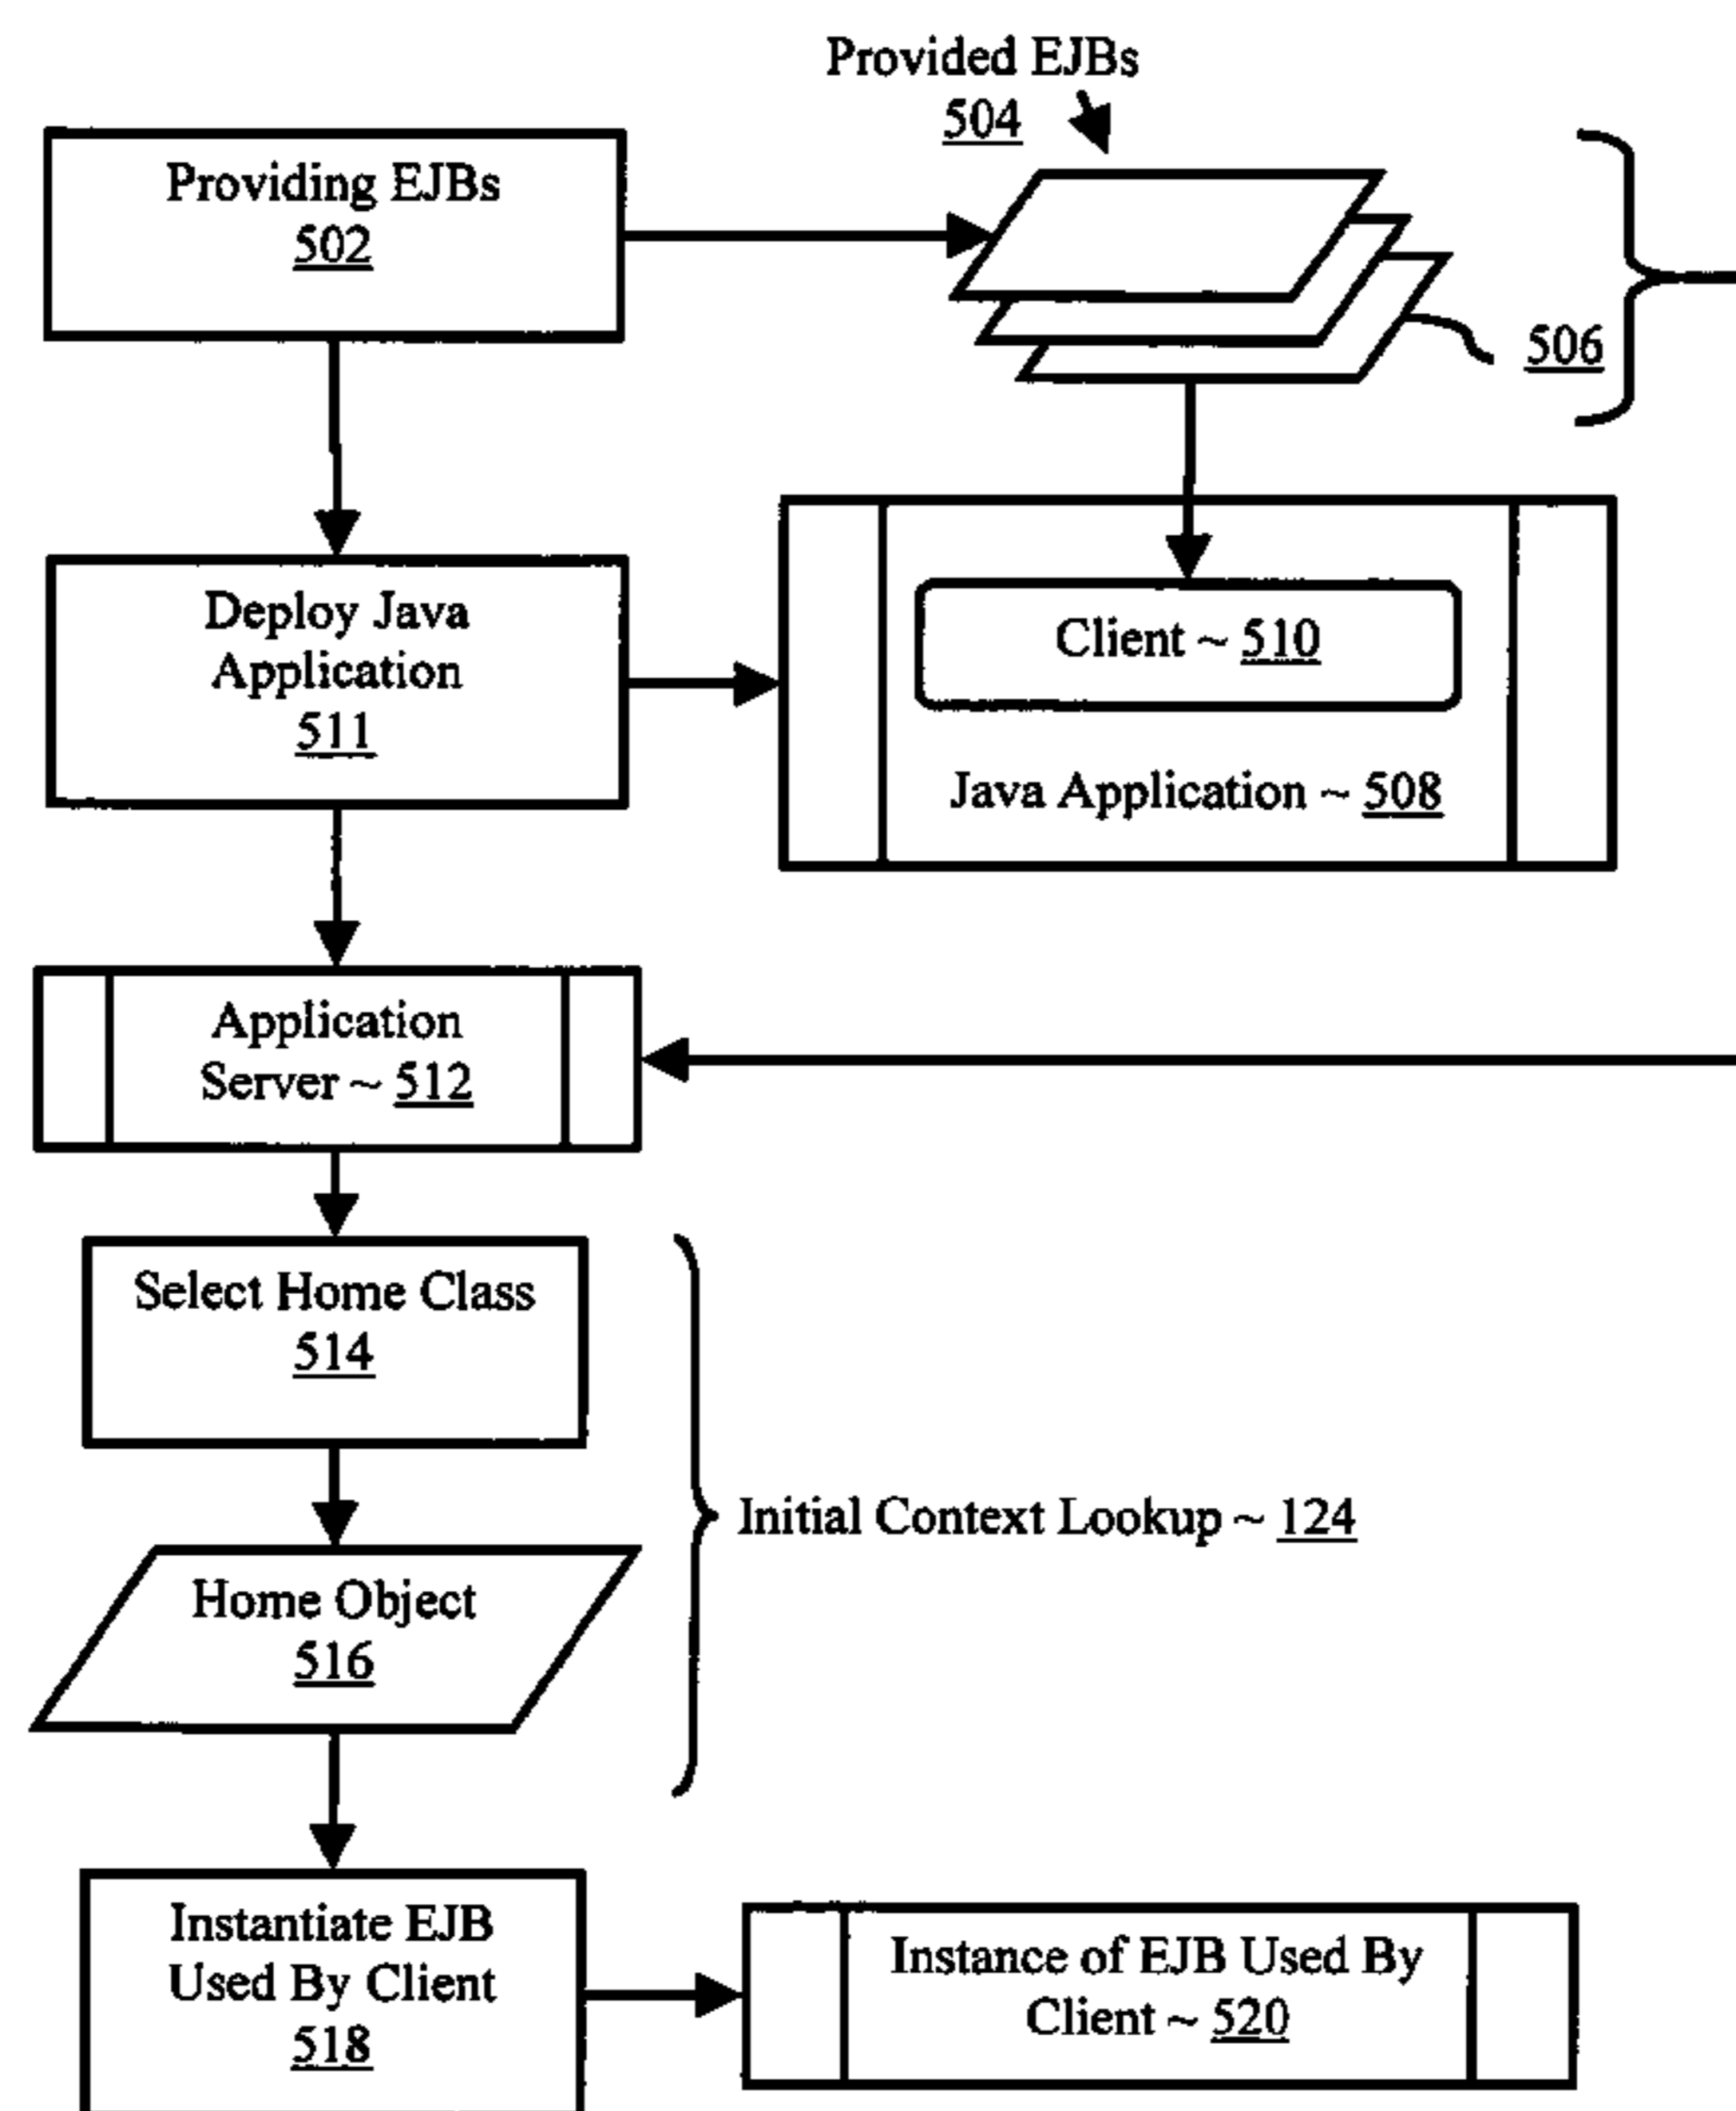 Provided EJBs
504
Providing EJBs
502
506
Deploy Java
Application
511
Client ~ 510
Java Application ~ 508
Application
Server ~ 512
Select Home Class
514
Initial Context Lookup ~ 124
Home Object
516
Instantiate EJB
Used By Client
518
Instance of EJB Used By
Client ~ 520